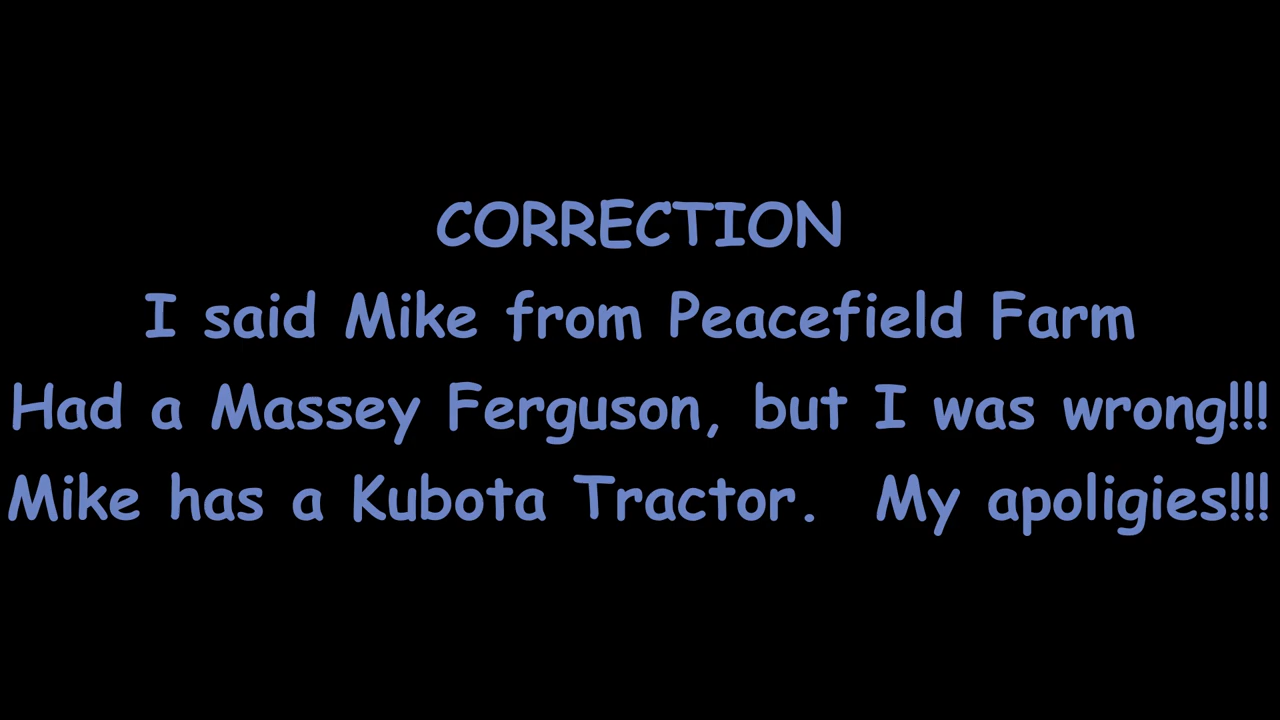 CORRECTION
I said Mike from Peacefield Farm
Had a Massey Ferguson, but I was wrong!!!
Mike has a Kubota Tractor.  My apoligies!!!